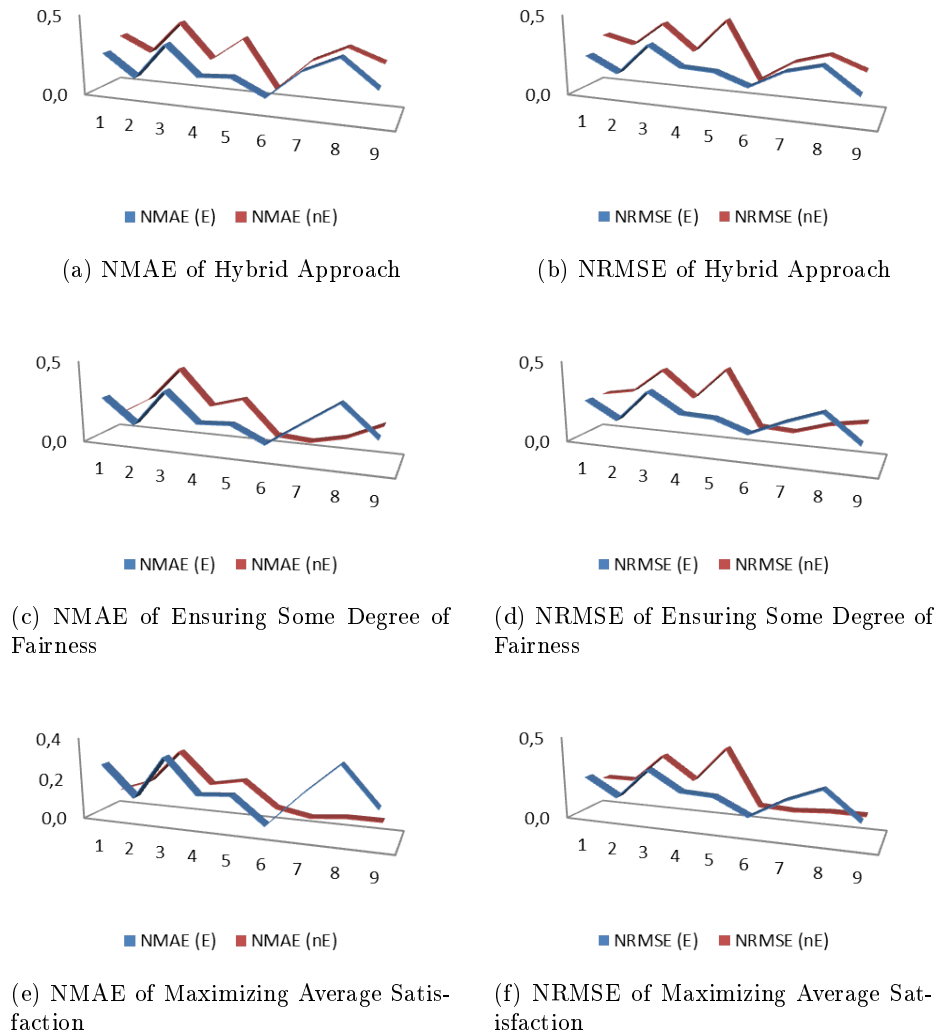 0,5
0,0
1 2 3 4 5 6 7 8 9
NMAE (E) NMAE (nE)
(a) NMAE of Hybrid Approach
0,5
0,0
1 2 3 4 5 6 7 8 9
NRMSE (E) NRMSE (nE)
(b) NRMSE of Hybrid Approach
0,5
0,0
1 2 3 4 5 6 7 8 9
NMAE (E) NMAE (nE)
(c) NMAE of Ensuring Some Degree of
Fairness
0,5
0,0
1 2 3 4 5 6 7 8 9
NRMSE (E) NRMSE (nE)
(d) NRMSE of Ensuring Some Degree of
Fairness
0,4
0,2
0,0
1 2 3 4 5 6 7 8 9
NMAE (E) NMAE (nE)
(e) NMAE of Maximizing Average Satis-
faction
0,5
0,0
1 2 3 4 5 6 7 8 9
NRMSE (E) NRMSE (nE)
(f) NRMSE of Maximizing Average Sat-
isfaction